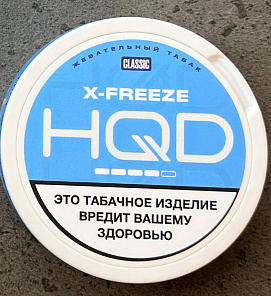 ЖЕВАТЕЛЬНЫЙ ТАБАК
CLASSIC
X-FREEZE
HQD
ЭТО ТАБАЧНОЕ ИЗДЕЛИЕ
ВРЕДИТ ВАШЕМУ
ЗДОРОВЬЮ